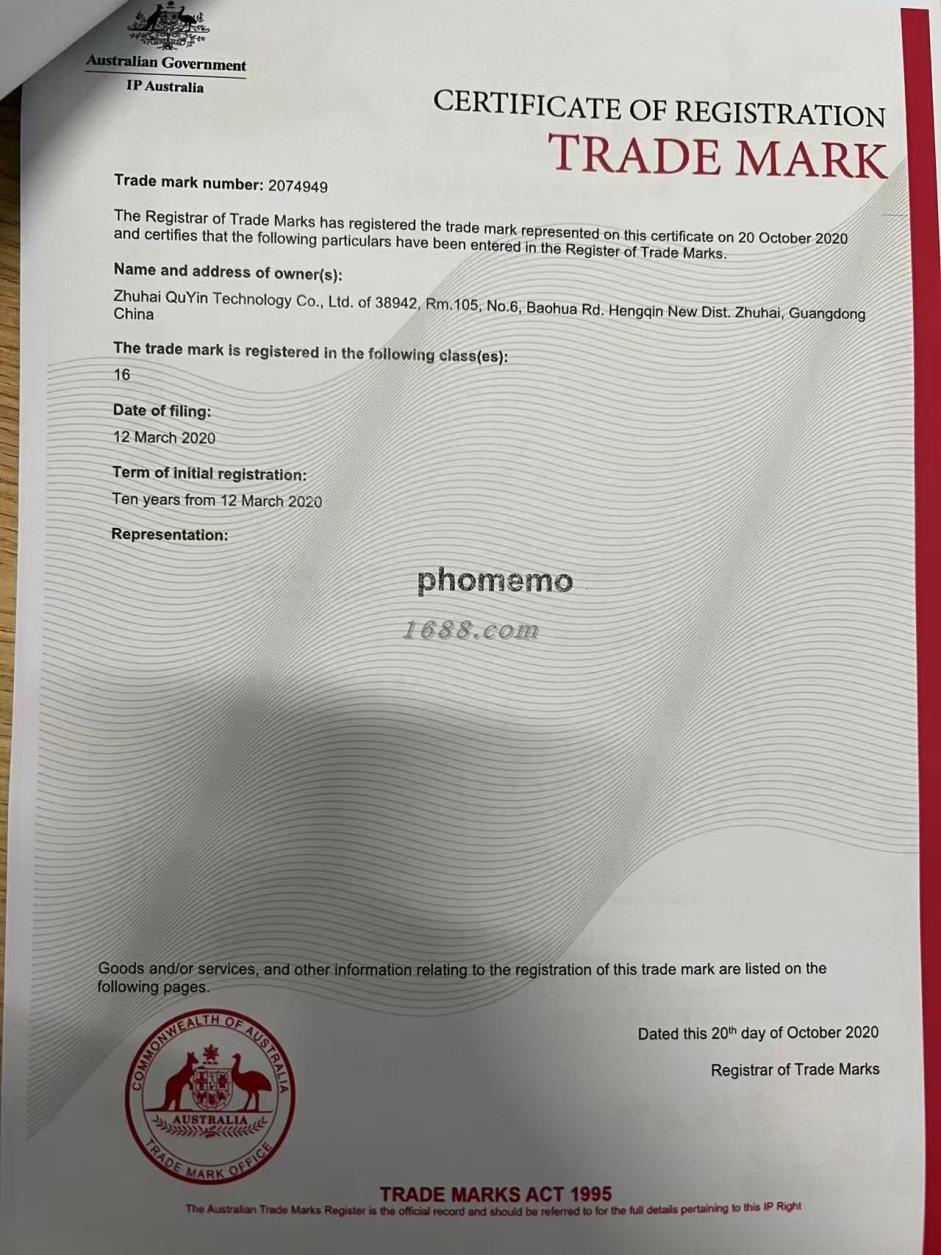 Australian Government
IP Australia
CERTIFICATE OF REGISTRATION
TRADE MARK
Trade mark number: 2074949
The Registrar of Trade Marks has registered the trade mark represented on this certificate on 20 October 2020
and certifies that the following particulars have been entered in the Register of Trade Marks.
Name and address of owner(s):
Zhuhai QuYin Technology Co., Ltd. of 38942, Rm.105, No.6, Baohua Rd. Hengqin New Dist. Zhuhai, Guangdong
China
The trade mark is registered in the following class(es):
16
Date of filing:
12 March 2020
Term of initial registration:
Ten years from 12 March 2020
Representation:
phomemo
1688.com
Goods and/or services, and other information relating to the registration of this trade mark are listed on the
following pages.
Dated this 20th day of October 2020
Registrar of Trade Marks
COMMONWEALTH OF AUSTRALIA
AUSTRALIA
TRADE MARK OFFICE
TRADE MARKS ACT 1995
The Australian Trade Marks Register is the official record and should be referred to for the full details pertaining to this IP Right